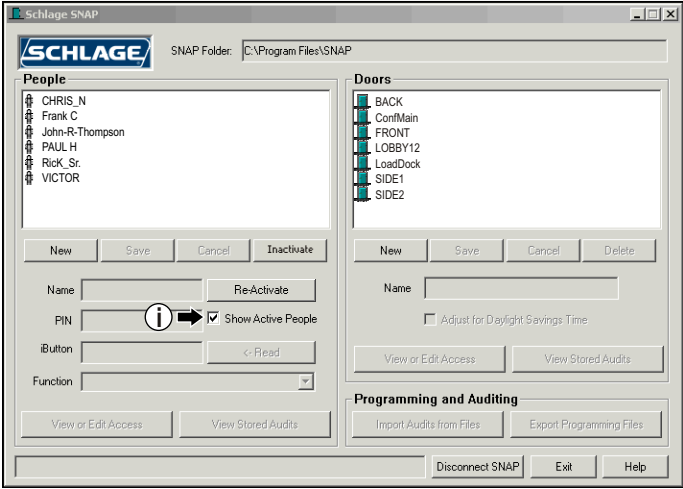 Schlage SNAP
SCHLAGE
SNAP Folder: C:\Program Files\SNAP
People
CHRIS_N
Frank C
John-R-Thompson
PAUL H
RicK_Sr.
VICTOR
New Save Cancel Inactivate
Name Re-Activate
PIN i Show Active People
iButton <- Read
Function
View or Edit Access View Stored Audits
Doors
BACK
ConfMain
FRONT
LOBBY12
LoadDock
SIDE1
SIDE2
New Save Cancel Delete
Name
Adjust for Daylight Savings Time
View or Edit Access View Stored Audits
Programming and Auditing
Import Audits from Files Export Programming Files
Disconnect SNAP Exit Help